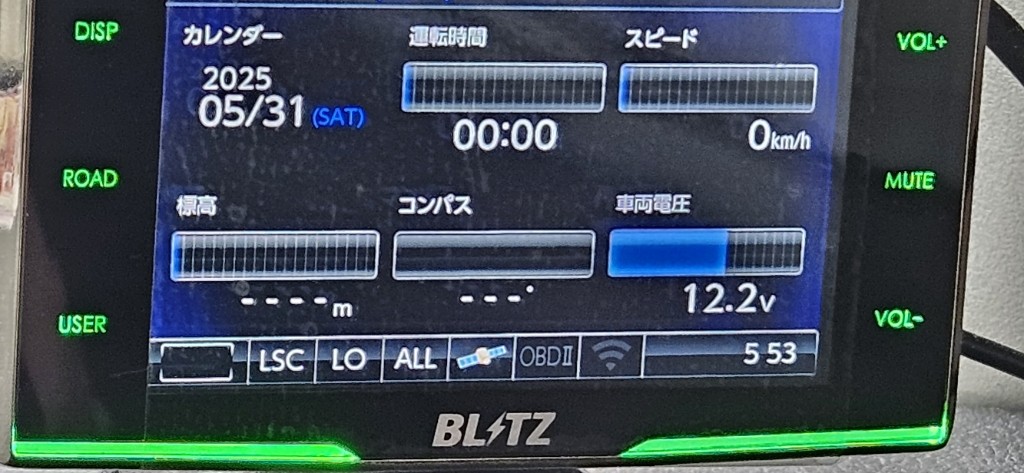 DISP
カレンダー 運転時間 スピード
VOL+
2025
05/31 (SAT)
00:00
0km/h
ROAD
MUTE
標高 コンパス 車両電圧
----m
---°
12.2v
USER
VOL-
LSC LO ALL OBDⅡ 5 53
BLITZ